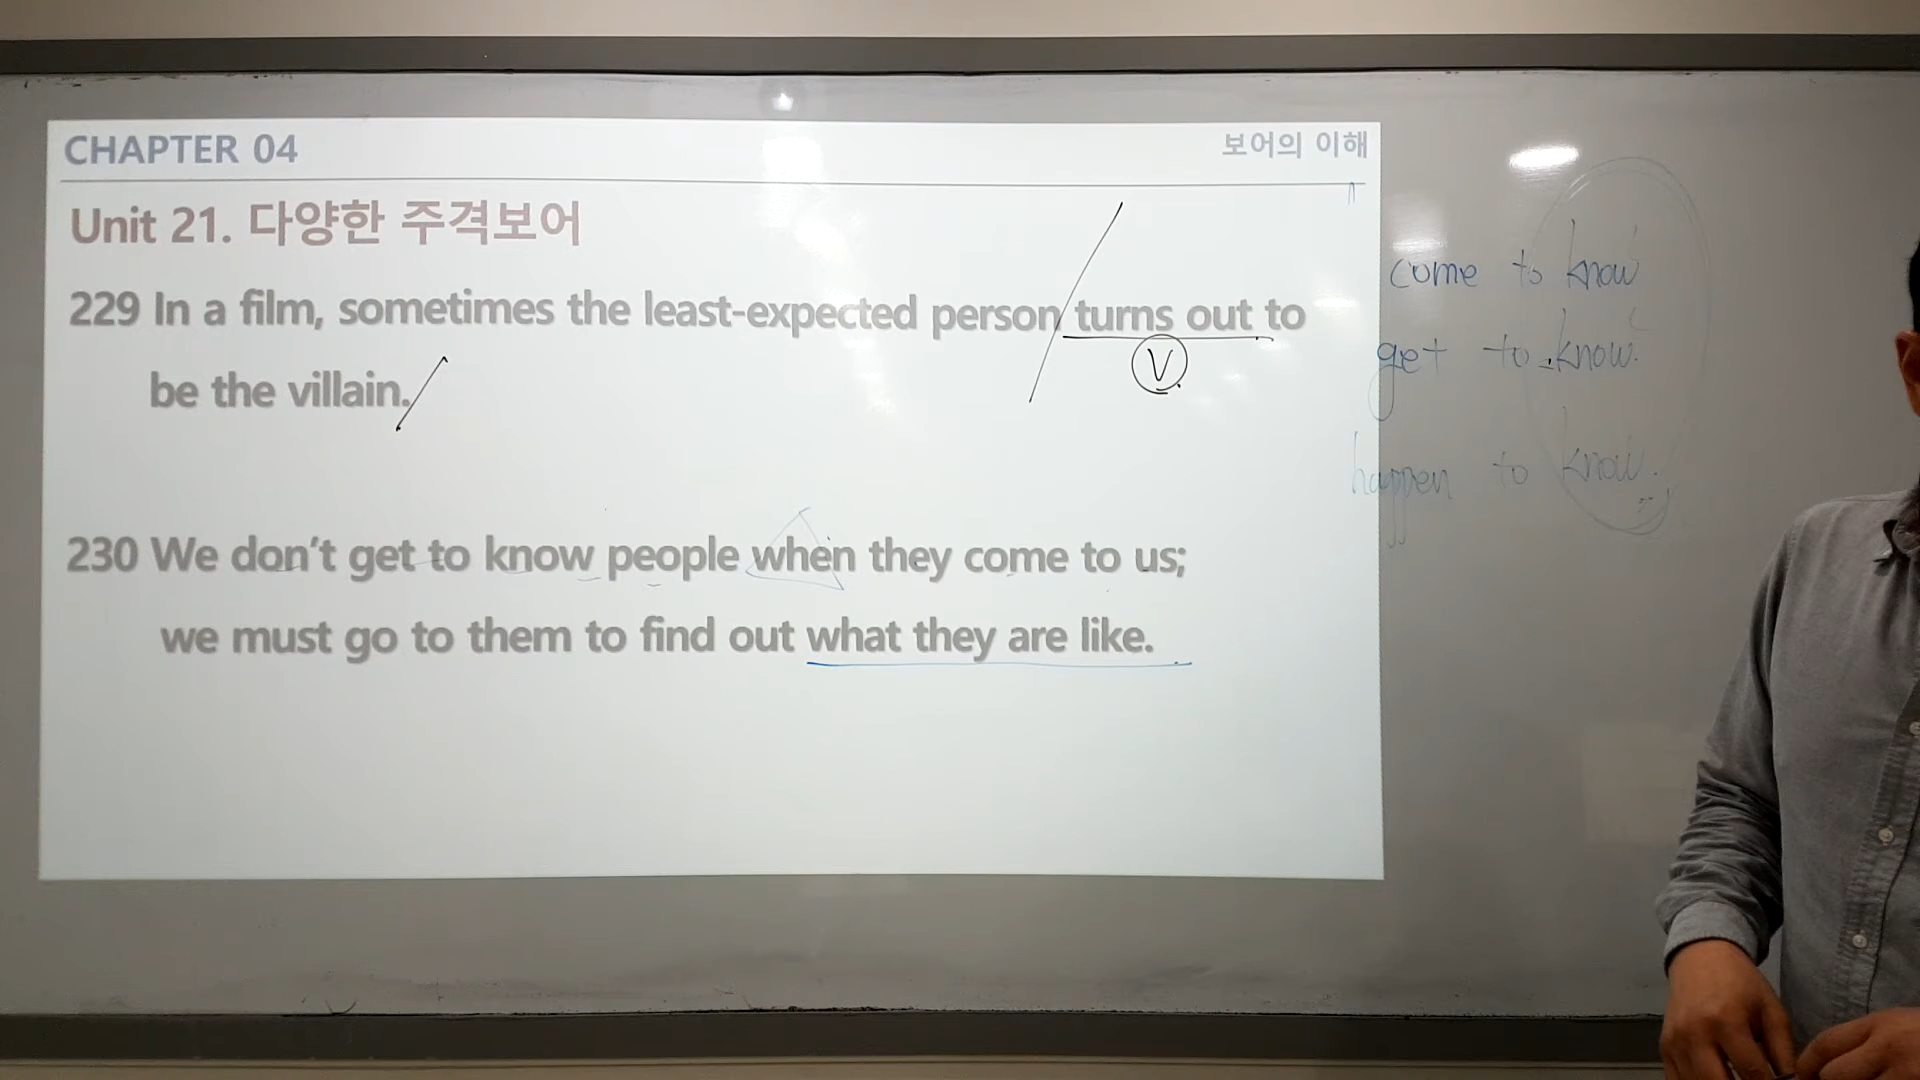 CHAPTER 04
보어의 이해
Unit 21. 다양한 주격보어
229 In a film, sometimes the least-expected person turns out to
V
be the villain.
230 We don't get to know people when they come to us;
we must go to them to find out what they are like.
come to know
get to know.
happen to know.